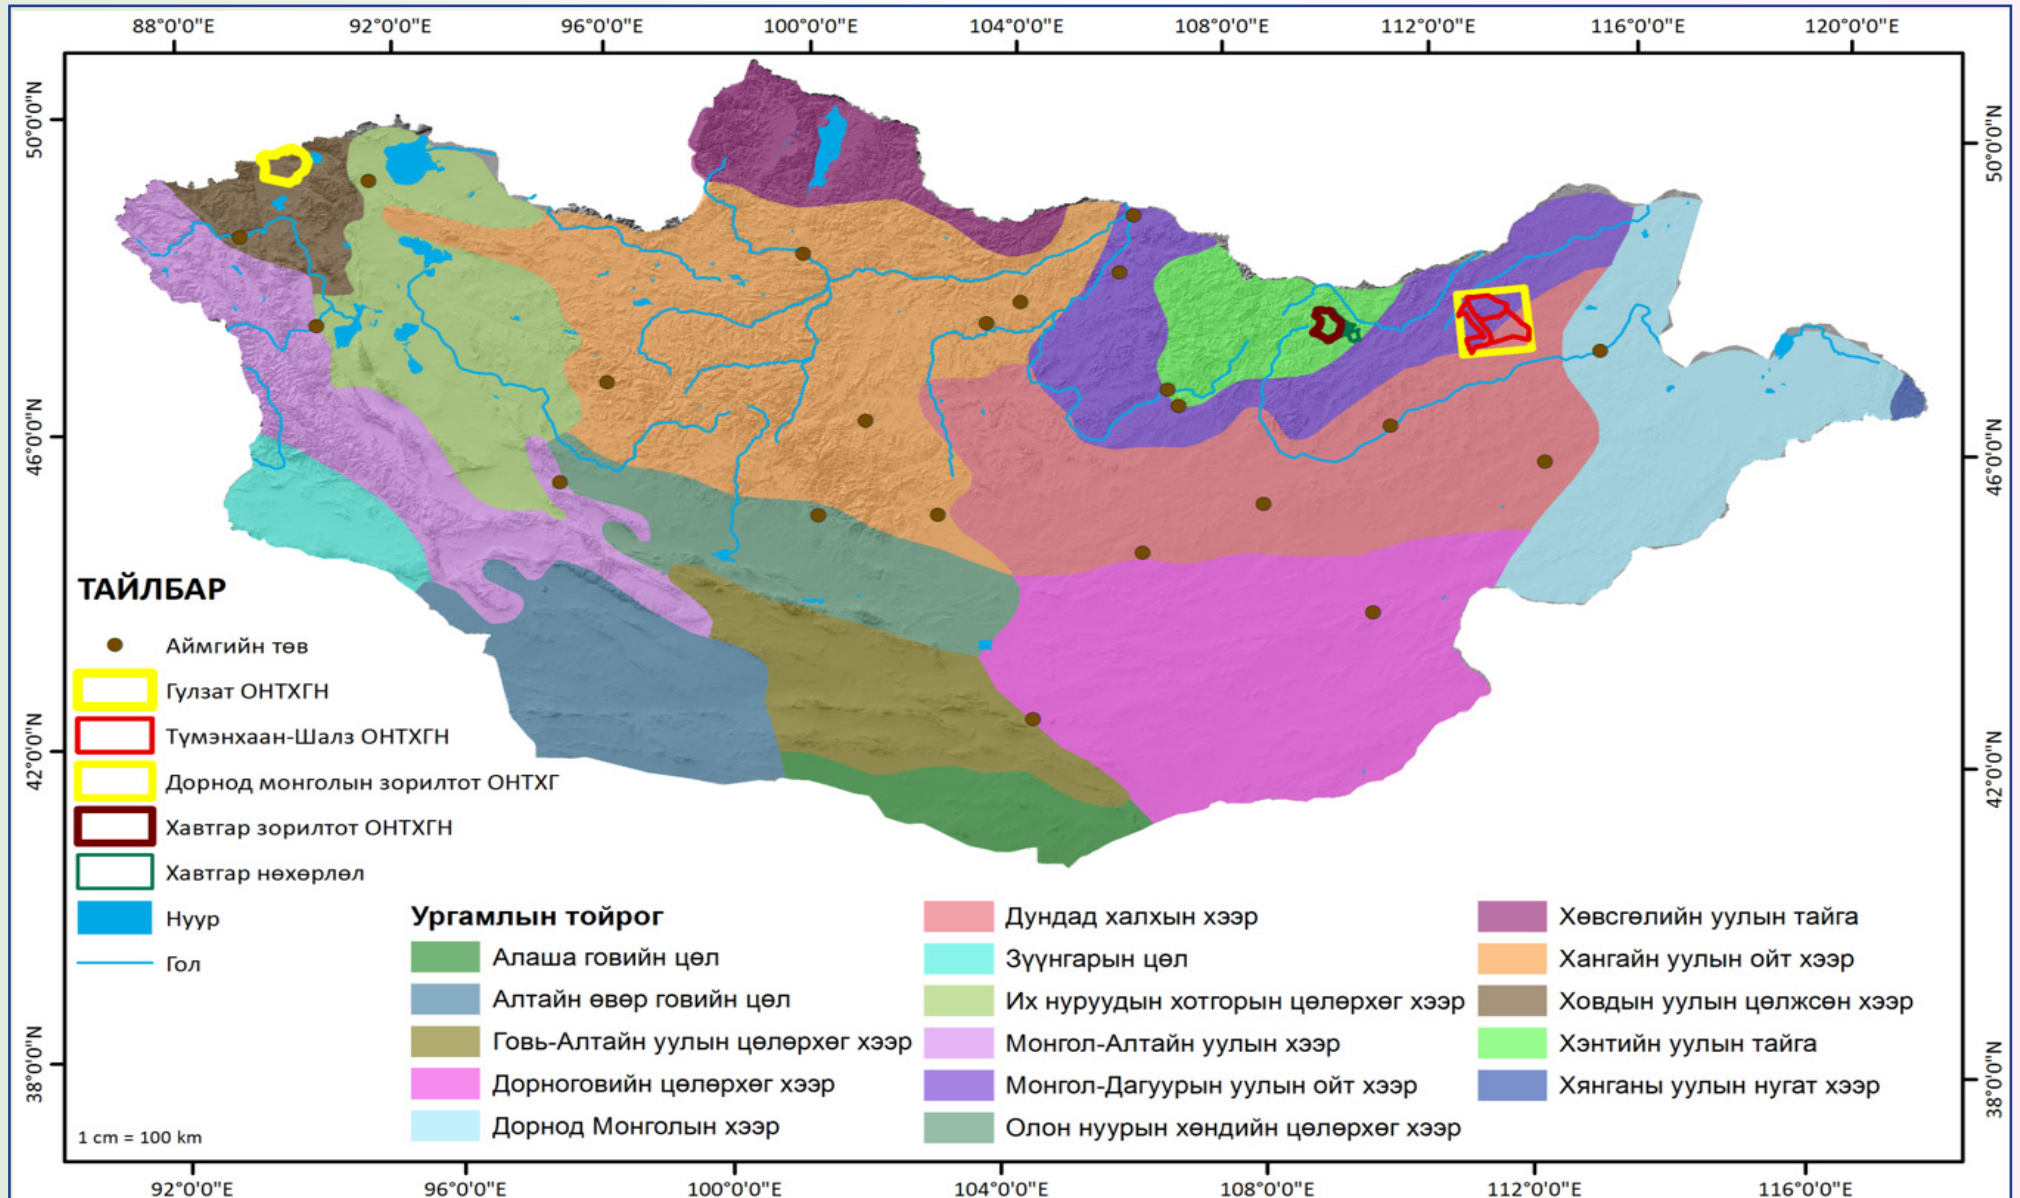 88°0'0"E 92°0'0"E 96°0'0"E 100°0'0"E 104°0'0"E 108°0'0"E 112°0'0"E 116°0'0"E 120°0'0"E
50°0'0"N
50°0'0"N
46°0'0"N
46°0'0"N
42°0'0"N
42°0'0"N
38°0'0"N
38°0'0"N
ТАЙЛБАР
Аймгийн төв
Гулзат ОНТХГН
Түмэнхаан-Шалз ОНТХГН
Дорнод монголын зорилтот ОНТХГ
Хавтгар зорилтот ОНТХГН
Хавтгар нөхөрлөл
Нуур
Гол
1 cm = 100 km
Ургамлын тойрог
Алаша говийн цөл
Алтайн өвөр говийн цөл
Говь-Алтайн уулын цөлөрхөг хээр
Дорноговийн цөлөрхөг хээр
Дорнод Монголын хээр
Дундад халхын хээр
Зүүнгарын цөл
Их нуруудын хотгорын цөлөрхөг хээр
Монгол-Алтайн уулын хээр
Монгол-Дагуурын уулын ойт хээр
Олон нуурын хөндийн цөлөрхөг хээр
Хөвсгөлийн уулын тайга
Хангайн уулын ойт хээр
Ховдын уулын цөлжсөн хээр
Хэнтийн уулын тайга
Хянганы уулын нугат хээр
92°0'0"E 96°0'0"E 100°0'0"E 104°0'0"E 108°0'0"E 112°0'0"E 116°0'0"E